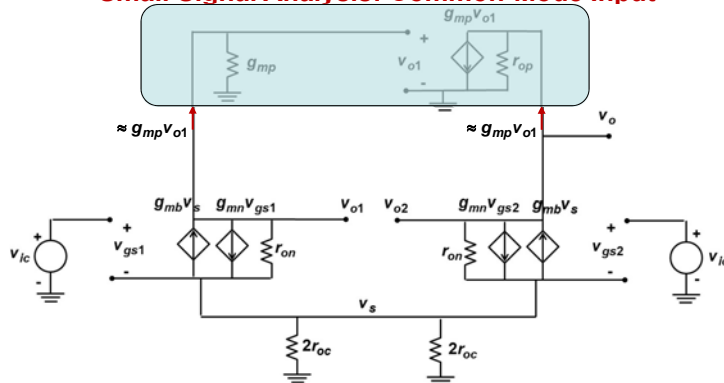 Small Signal Analysis: Common-Mode Input
g_mp v_o1
+
g_mp
v_o1
r_op
-
≈ g_mp v_o1
≈ g_mp v_o1
v_o
g_mb v_s
g_mn v_gs1
v_o1
v_o2
g_mn v_gs2
g_mb v_s
+
+
v_ic
+
v_gs1
r_on
r_on
v_gs2
+
v_ic
-
-
-
-
v_s
2r_oc
2r_oc